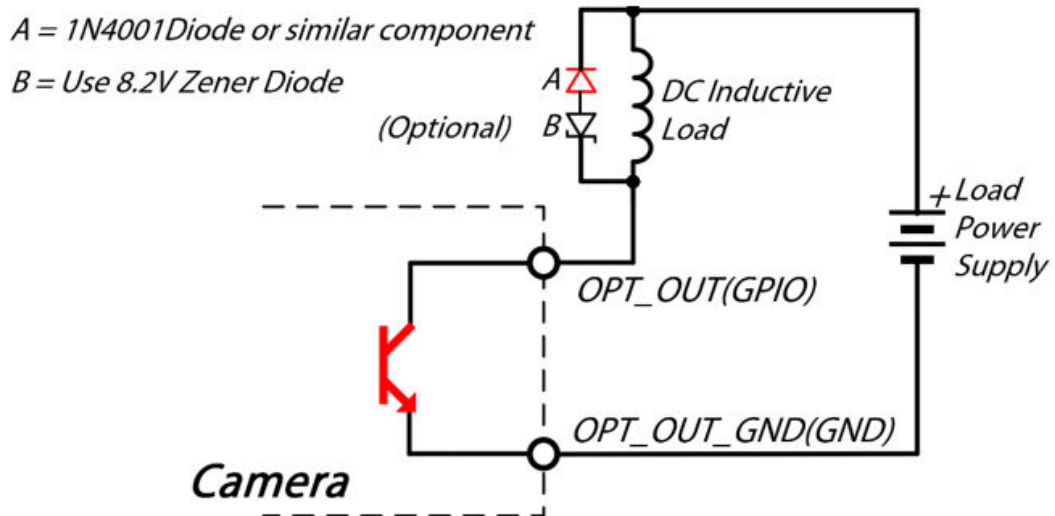 A = 1N4001Diode or similar component
B = Use 8.2V Zener Diode
A
DC Inductive
Load
(Optional) B
+ Load
Power
Supply
OPT_OUT(GPIO)
OPT_OUT_GND(GND)
Camera